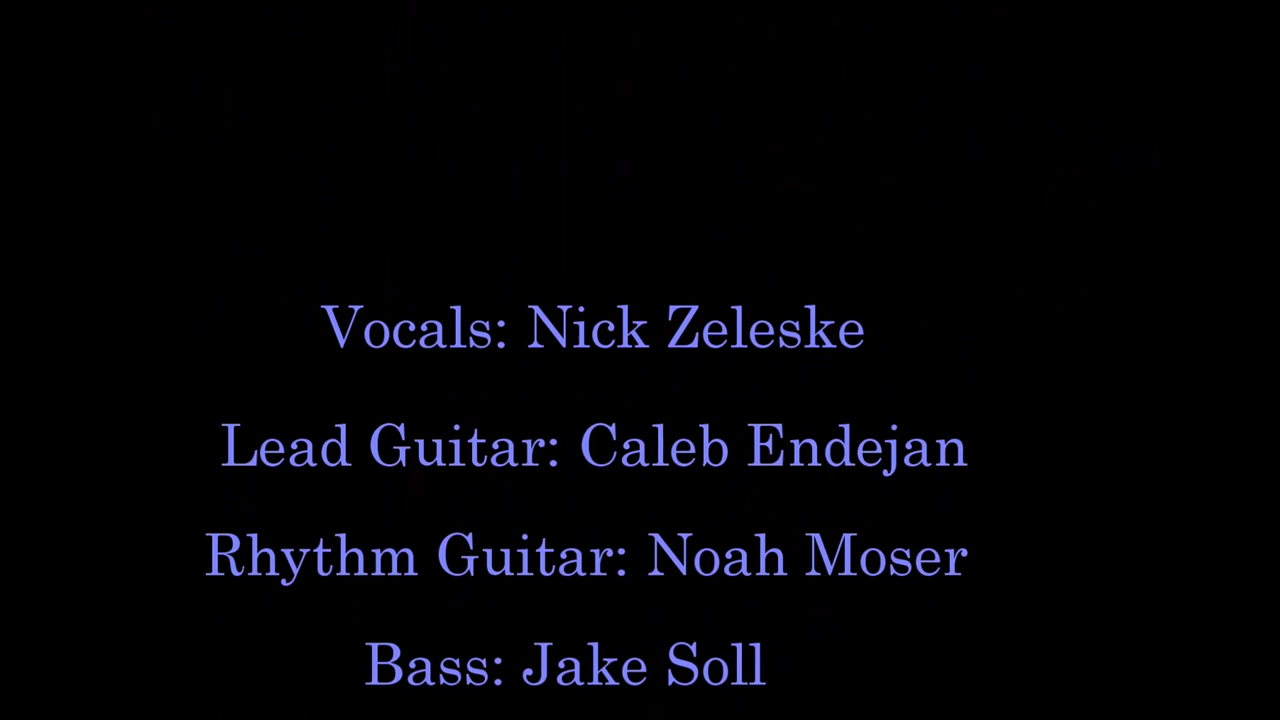 Vocals: Nick Zeleske
Lead Guitar: Caleb Endejan
Rhythm Guitar: Noah Moser
Bass: Jake Soll